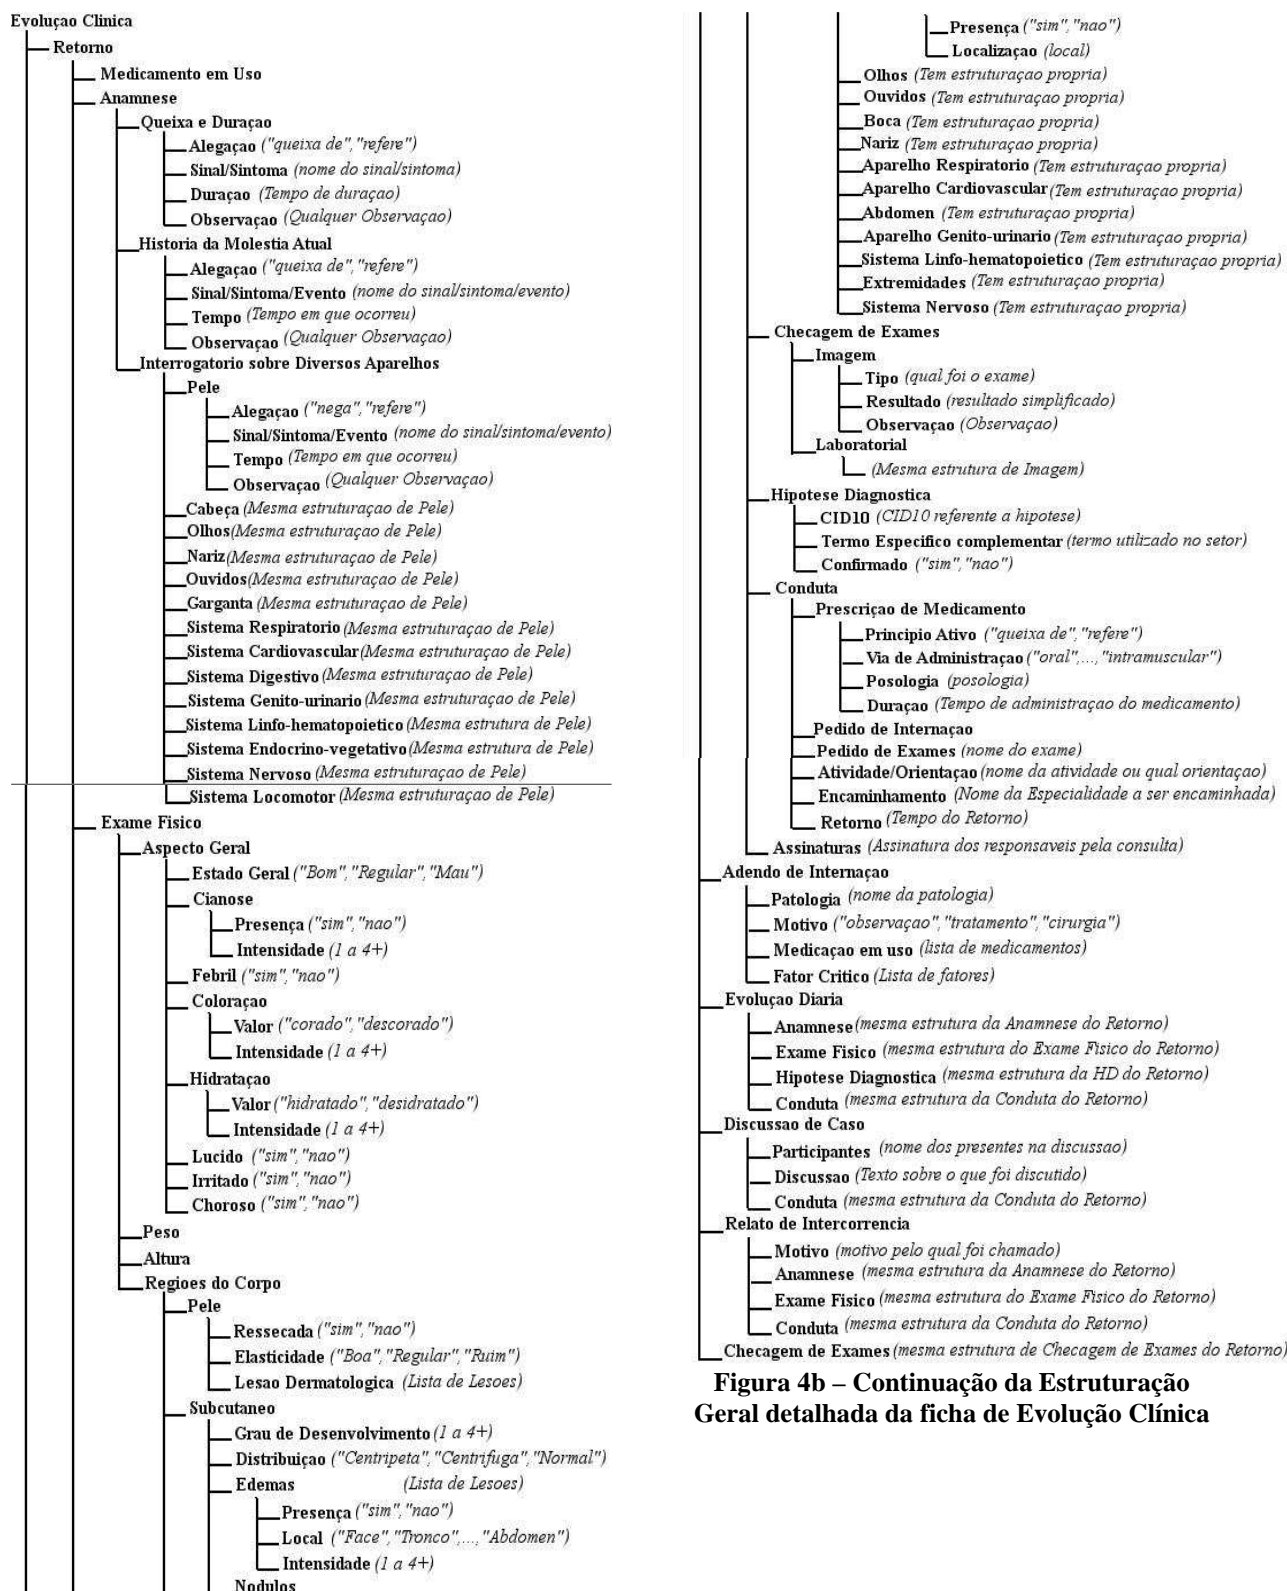 Evoluçao Clinica
Retorno
Medicamento em Uso
Anamnese
Queixa e Duraçao
Alegaçao ("queixa de","refere")
Sinal/Sintoma (nome do sinal/sintoma)
Duraçao (Tempo de duraçao)
Observaçao (Qualquer Observaçao)
Historia da Molestia Atual
Alegaçao ("queixa de","refere")
Sinal/Sintoma/Evento (nome do sinal/sintoma/evento)
Tempo (Tempo em que ocorreu)
Observaçao (Qualquer Observaçao)
Interrogatorio sobre Diversos Aparelhos
Pele
Alegaçao ("nega","refere")
Sinal/Sintoma/Evento (nome do sinal/sintoma/evento)
Tempo (Tempo em que ocorreu)
Observaçao (Qualquer Observaçao)
Cabeça (Mesma estruturaçao de Pele)
Olhos (Mesma estruturaçao de Pele)
Nariz (Mesma estruturaçao de Pele)
Ouvidos (Mesma estruturaçao de Pele)
Garganta (Mesma estruturaçao de Pele)
Sistema Respiratorio (Mesma estruturaçao de Pele)
Sistema Cardiovascular (Mesma estruturaçao de Pele)
Sistema Digestivo (Mesma estruturaçao de Pele)
Sistema Genito-urinario (Mesma estruturaçao de Pele)
Sistema Linfo-hematopoietico (Mesma estrutura de Pele)
Sistema Endocrino-vegetativo (Mesma estrutura de Pele)
Sistema Nervoso (Mesma estruturaçao de Pele)
Sistema Locomotor (Mesma estruturaçao de Pele)
Exame Fisico
Aspecto Geral
Estado Geral ("Bom","Regular","Mau")
Cianose
Presença ("sim","nao")
Intensidade (1 a 4+)
Febril ("sim","nao")
Coloraçao
Valor ("corado","descorado")
Intensidade (1 a 4+)
Hidrataçao
Valor ("hidratado","desidratado")
Intensidade (1 a 4+)
Lucido ("sim","nao")
Irritado ("sim","nao")
Choroso ("sim","nao")
Peso
Altura
Regioes do Corpo
Pele
Ressecada ("sim","nao")
Elasticidade ("Boa","Regular","Ruim")
Lesao Dermatologica (Lista de Lesoes)
Subcutaneo
Grau de Desenvolvimento (1 a 4+)
Distribuiçao ("Centripeta","Centrifuga","Normal")
Edemas (Lista de Lesoes)
Presença ("sim","nao")
Local ("Face","Tronco",...,"Abdomen")
Intensidade (1 a 4+)
Nodulos
Presença ("sim","nao")
Localizaçao (local)
Olhos (Tem estruturaçao propria)
Ouvidos (Tem estruturaçao propria)
Boca (Tem estruturaçao propria)
Nariz (Tem estruturaçao propria)
Aparelho Respiratorio (Tem estruturaçao propria)
Aparelho Cardiovascular (Tem estruturaçao propria)
Abdomen (Tem estruturaçao propria)
Aparelho Genito-urinario (Tem estruturaçao propria)
Sistema Linfo-hematopoietico (Tem estruturaçao propria)
Extremidades (Tem estruturaçao propria)
Sistema Nervoso (Tem estruturaçao propria)
Checagem de Exames
Imagem
Tipo (qual foi o exame)
Resultado (resultado simplificado)
Observaçao (Observaçao)
Laboratorial
(Mesma estrutura de Imagem)
Hipotese Diagnostica
CID10 (CID10 referente a hipotese)
Termo Especifico complementar (termo utilizado no setor)
Confirmado ("sim","nao")
Conduta
Prescriçao de Medicamento
Principio Ativo ("queixa de","refere")
Via de Administraçao ("oral",...,"intramuscular")
Posologia (posologia)
Duraçao (Tempo de administraçao do medicamento)
Pedido de Internaçao
Pedido de Exames (nome do exame)
Atividade/Orientaçao (nome da atividade ou qual orientaçao)
Encaminhamento (Nome da Especialidade a ser encaminhada)
Retorno (Tempo do Retorno)
Assinaturas (Assinatura dos responsaveis pela consulta)
Adendo de Internaçao
Patologia (nome da patologia)
Motivo ("observaçao","tratamento","cirurgia")
Medicaçao em uso (lista de medicamentos)
Fator Critico (Lista de fatores)
Evoluçao Diaria
Anamnese (mesma estrutura da Anamnese do Retorno)
Exame Fisico (mesma estrutura do Exame Fisico do Retorno)
Hipotese Diagnostica (mesma estrutura da HD do Retorno)
Conduta (mesma estrutura da Conduta do Retorno)
Discussao de Caso
Participantes (nome dos presentes na discussao)
Discussao (Texto sobre o que foi discutido)
Conduta (mesma estrutura da Conduta do Retorno)
Relato de Intercorrencia
Motivo (motivo pelo qual foi chamado)
Anamnese (mesma estrutura da Anamnese do Retorno)
Exame Fisico (mesma estrutura do Exame Fisico do Retorno)
Conduta (mesma estrutura da Conduta do Retorno)
Checagem de Exames (mesma estrutura de Checagem de Exames do Retorno)
Figura 4b – Continuação da Estruturação
Geral detalhada da ficha de Evolução Clínica